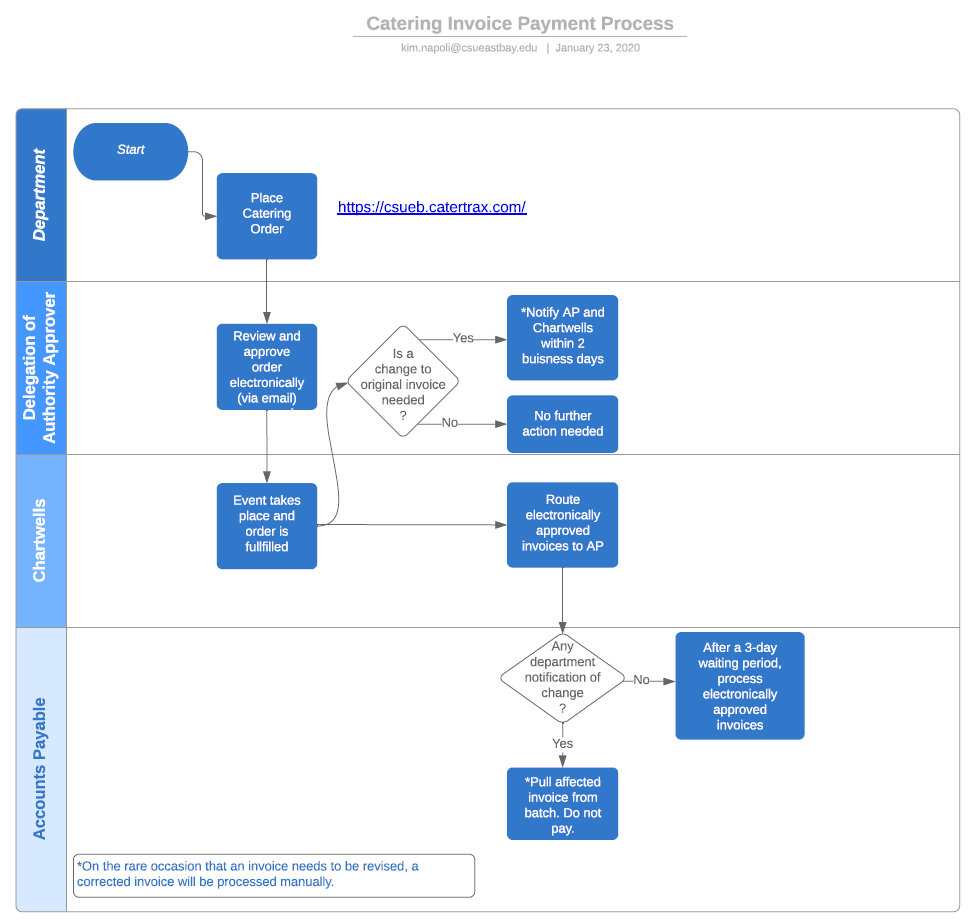 Catering Invoice Payment Process
kim.napoli@csueastbay.edu | January 23, 2020
Department
Start
Place
Catering
Order
https://csueb.catertrax.com/
Delegation of
Authority Approver
Review and
approve
order
electronically
(via email)
Is a
change to
original invoice
needed
?
Yes
*Notify AP and
Chartwells
within 2
buisness days
No
No further
action needed
Chartwells
Event takes
place and
order is
fullfilled
Route
electronically
approved
invoices to AP
Accounts Payable
Any
department
notification of
change
?
No
After a 3-day
waiting period,
process
electronically
approved
invoices
Yes
*Pull affected
invoice from
batch. Do not
pay.
*On the rare occasion that an invoice needs to be revised, a
corrected invoice will be processed manually.